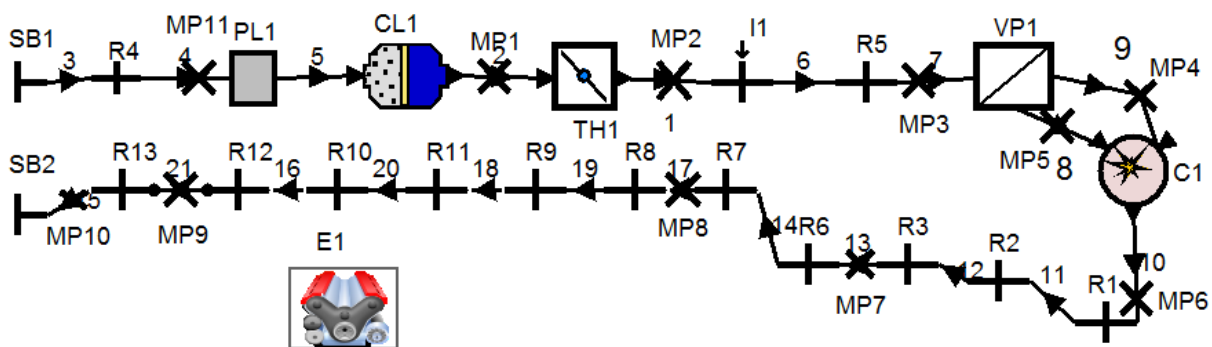 SB1 3 R4 MP11 4 PL1 5 CL1 MP1 2 TH1 MP2 1 I1 6 R5 MP3 7 VP1 9 MP4
MP5 8 C1
SB2 5 MP10 R13 21 MP9 R12 16 R10 20 R11 18 R9 19 R8 17 MP8 R7
14 R6 13 MP7 R3 12 R2 11 R1 10 MP6
E1